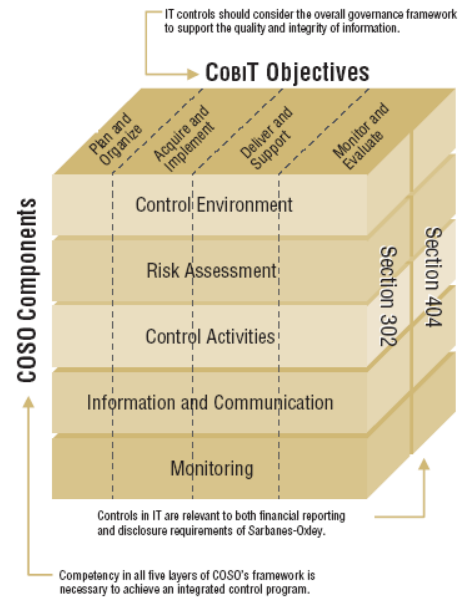 IT controls should consider the overall governance framework
to support the quality and integrity of information.
COBIT Objectives
Plan and
Organize
Acquire and
Implement
Deliver and
Support
Monitor and
Evaluate
COSO Components
Control Environment
Risk Assessment
Control Activities
Information and Communication
Monitoring
Section 302
Section 404
Controls in IT are relevant to both financial reporting
and disclosure requirements of Sarbanes-Oxley.
Competency in all five layers of COSO's framework is
necessary to achieve an integrated control program.